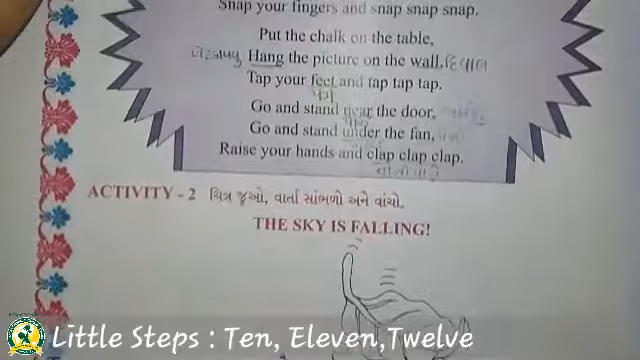 Snap your fingers and snap snap snap.
Put the chalk on the table,
લટકાવવુ Hang the picture on the wall, દિવાલ
Tap your feet and tap tap tap.
પગ
Go and stand near the door,
Go and stand under the fan,
Raise your hands and clap clap clap.
ACTIVITY - 2 ચિત્ર જૂઓ, વાર્તા સાંભળો અને વાંચો.
THE SKY IS FALLING!
Little Steps : Ten, Eleven,Twelve